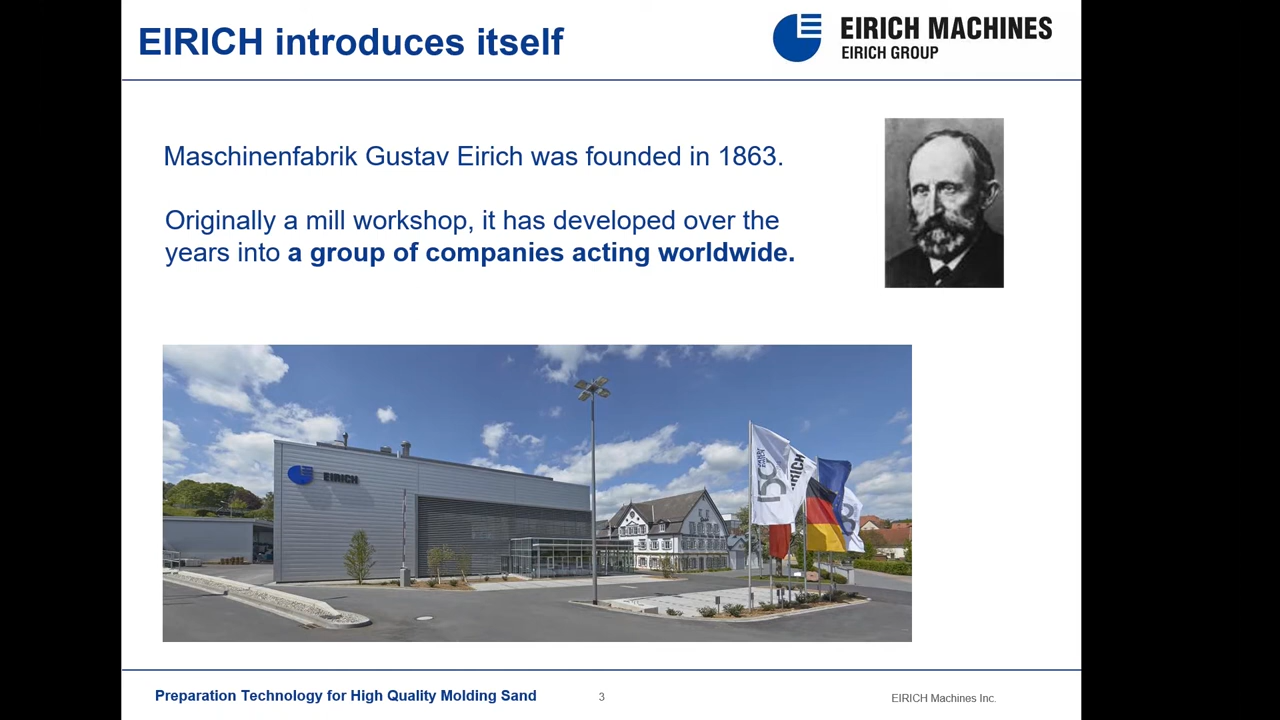 EIRICH introduces itself
EIRICH MACHINES
EIRICH GROUP
Maschinenfabrik Gustav Eirich was founded in 1863.
Originally a mill workshop, it has developed over the
years into a group of companies acting worldwide.
EIRICH
150
EIRICH
Preparation Technology for High Quality Molding Sand
3
EIRICH Machines Inc.